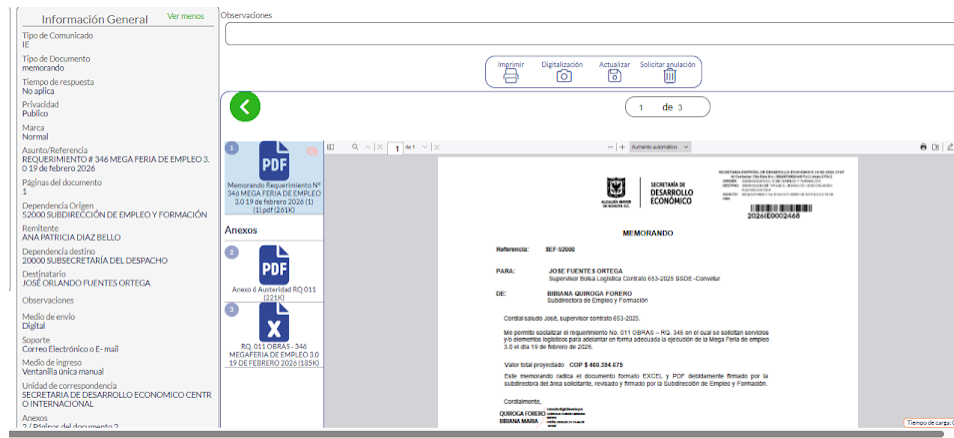 Información General
Ver menos
Tipo de Comunicado
IE
Tipo de Documento
memorando
Tiempo de respuesta
No aplica
Privacidad
Publico
Marca
Normal
Asunto/Referencia
REQUERIMIENTO # 346 MEGA FERIA DE EMPLEO 3.
0 19 de febrero 2026
Páginas del documento
1
Dependencia Origen
52000 SUBDIRECCIÓN DE EMPLEO Y FORMACIÓN
Remitente
ANA PATRICIA DIAZ BELLO
Dependencia destino
20000 SUBSECRETARÍA DEL DESPACHO
Destinatario
JOSÉ ORLANDO FUENTES ORTEGA
Observaciones
Medio de envio
Digital
Soporte
Correo Electrónico o E- mail
Medio de ingreso
Ventanilla única manual
Unidad de correspondencia
SECRETARIA DE DESARROLLO ECONOMICO CENTR
O INTERNACIONAL
Anexos
2 / Páginas del documento 2
Observaciones
Imprimir
Digitalización
Actualizar
Solicitar anulación
1 de 3
1
PDF
Memorando Requerimiento N°
346 MEGA FERIA DE EMPLEO
3.0 19 de febrero 2026 (1)
(1).pdf (261K)
Anexos
2
PDF
Anexo 6 Austeridad RQ 011
(221K)
3
X
RQ. 011 OBRAS - 346
MEGAFERIA DE EMPLEO 3.0
19 DE FEBRERO 2026 (185K)
1 de 1
Aumento automático
ALCALDÍA MAYOR
DE BOGOTÁ D.C.
SECRETARÍA DE
DESARROLLO
ECONÓMICO
2026IE0002468
MEMORANDO
Referencia: SEF-52000
PARA: JOSE FUENTES ORTEGA
Supervisor Bolsa Logística Contrato 653-2025 SSDE -Convetur
DE: BIBIANA QUIROGA FORERO
Subdirectora de Empleo y Formación
Cordial saludo José, supervisor contrato 653-2025.
Me permito socializar el requerimiento No. 011 OBRAS – RQ. 346 en el cual se solicitan servicios
y/o elementos logísticos para adelantar en forma adecuada la ejecución de la Mega Feria de empleo
3.0 el día 19 de febrero de 2026.
Valor total proyectado COP $ 460.394.679
Este memorando radica el documento formato EXCEL y PDF debidamente firmado por la
subdirectora del área solicitante, revisado y firmado por la Subdirección de Empleo y Formación.
Cordialmente,
QUIROGA FORERO
BIBIANA MARIA
Tiempo de carga: 0